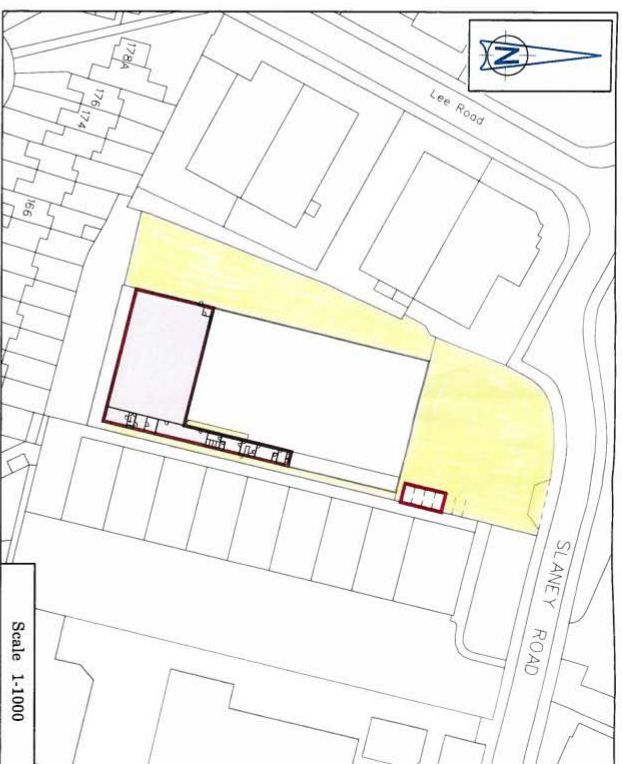 N
Lee Road
178A
176
174
166
SLANEY ROAD
Scale 1-1000